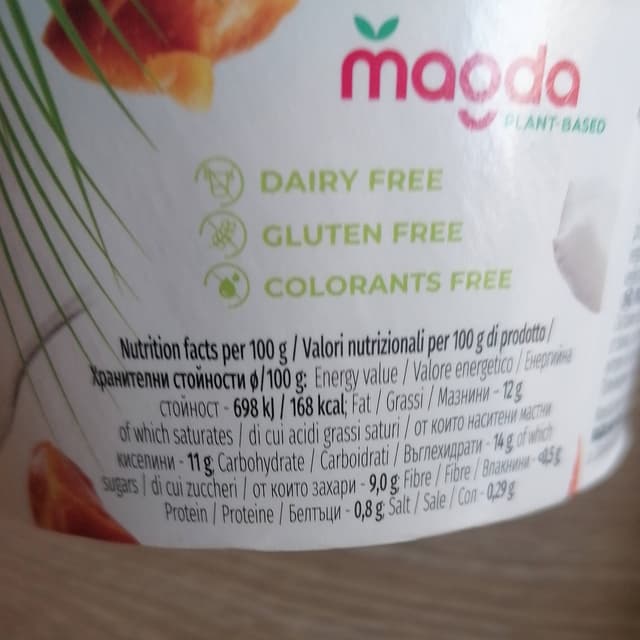 magda
PLANT-BASED
DAIRY FREE
GLUTEN FREE
COLORANTS FREE
Nutrition facts per 100 g / Valori nutrizionali per 100 g di prodotto /
Хранителни стойности ф/100 g: Energy value / Valore energetico / Енергийна
стойност - 698 kJ / 168 kcal; Fat / Grassi / Мазнини - 12 g
of which saturates / di cui acidi grassi saturi / от които наситени мастни
киселини - 11 g; Carbohydrate / Carboidrati / Въглехидрати - 14 g of which
sugars / di cui zuccheri / от които захари - 9,0 g; Fibre / Fibre / Влакнини - <0,5 g
Protein / Proteine / Белтъци - 0,8 g; Salt / Sale / Сол - 0,29 g